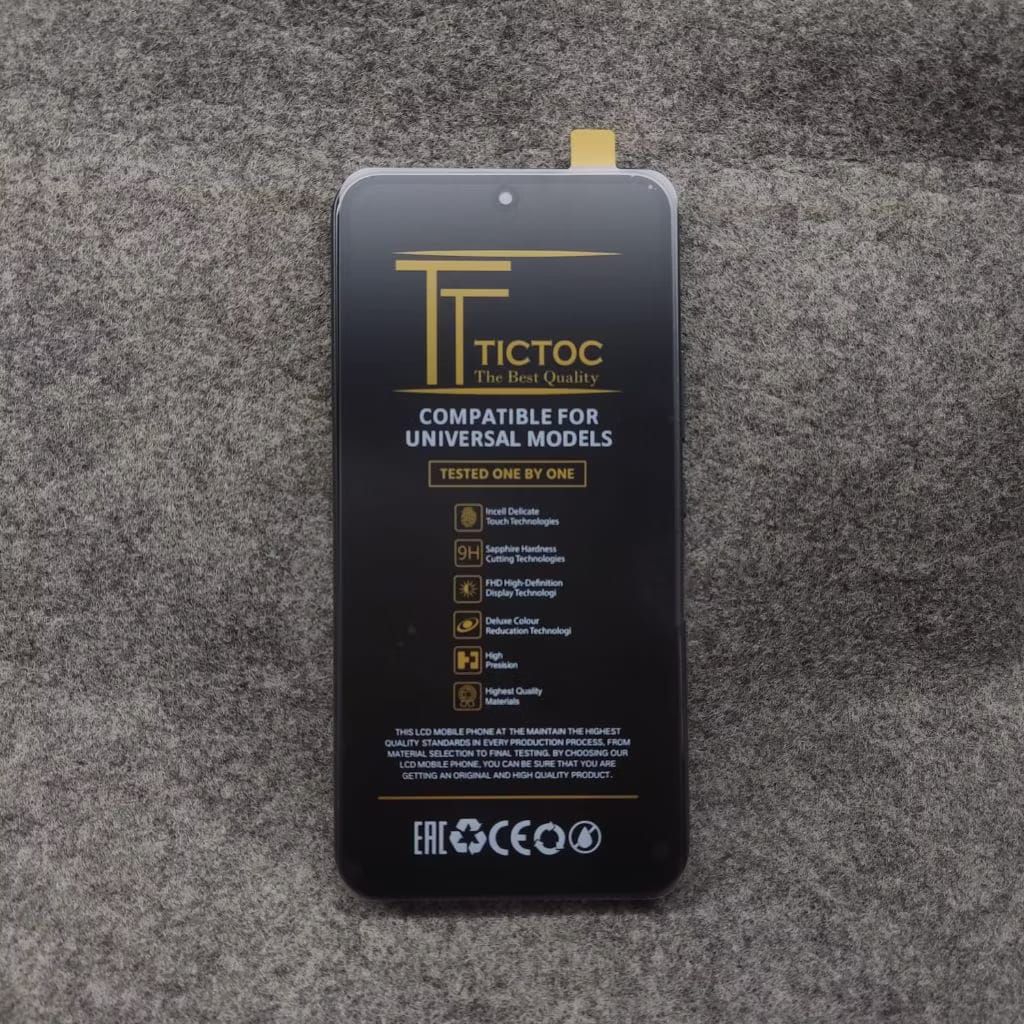 TT
TICTOC
The Best Quality
COMPATIBLE FOR
UNIVERSAL MODELS
TESTED ONE BY ONE
Incell Delicate
Touch Technologies
9H
Sapphire Hardness
Cutting Technologies
FHD High-Definition
Display Technologi
Deluxe Colour
Reducation Technologi
High
Presision
Highest Quality
Materials
THIS LCD MOBILE PHONE AT THE MAINTAIN THE HIGHEST
QUALITY STANDARDS IN EVERY PRODUCTION PROCESS, FROM
MATERIAL SELECTION TO FINAL TESTING. BY CHOOSING OUR
LCD MOBILE PHONE, YOU CAN BE SURE THAT YOU ARE
GETTING AN ORIGINAL AND HIGH QUALITY PRODUCT.
EAC CE